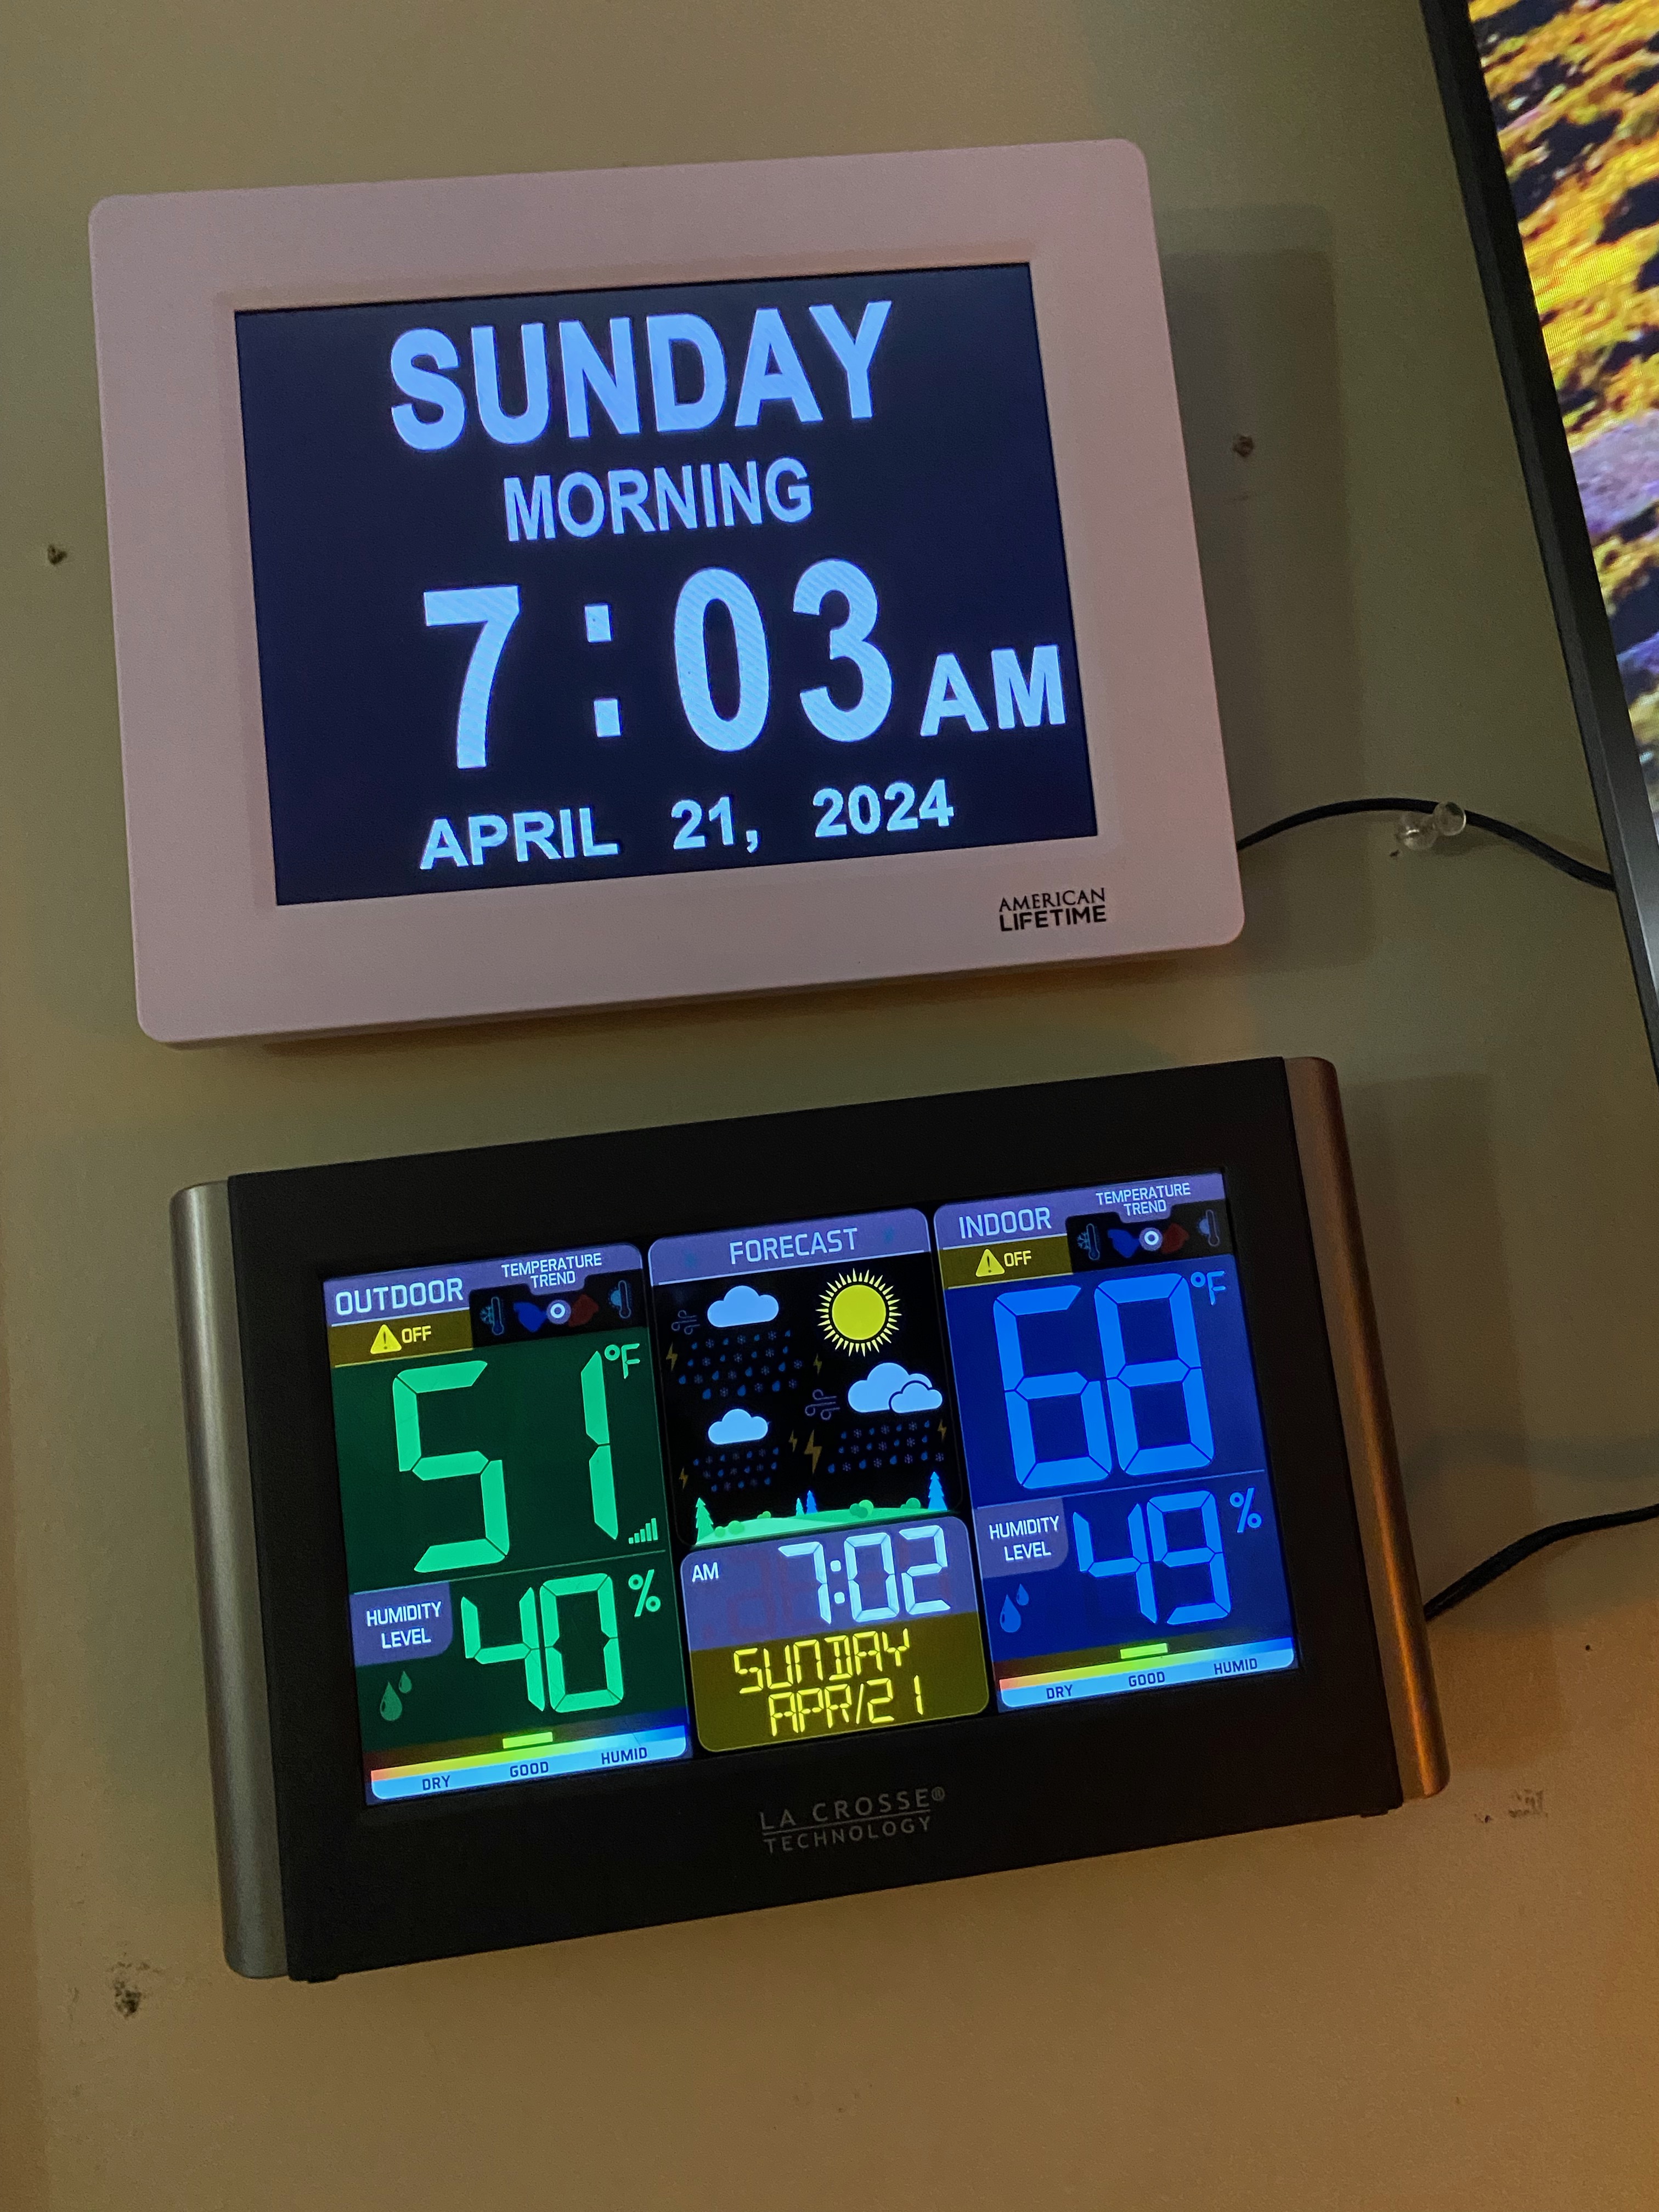 SUNDAY
MORNING
7:03 AM
APRIL 21, 2024
AMERICAN
LIFETIME
OUTDOOR
TEMPERATURE
TREND
OFF
51 °F
HUMIDITY
LEVEL
40 %
DRY GOOD HUMID
FORECAST
AM 7:02
SUNDAY
APR/21
INDOOR
TEMPERATURE
TREND
OFF
68 °F
HUMIDITY
LEVEL
49 %
DRY GOOD HUMID
LA CROSSE®
TECHNOLOGY